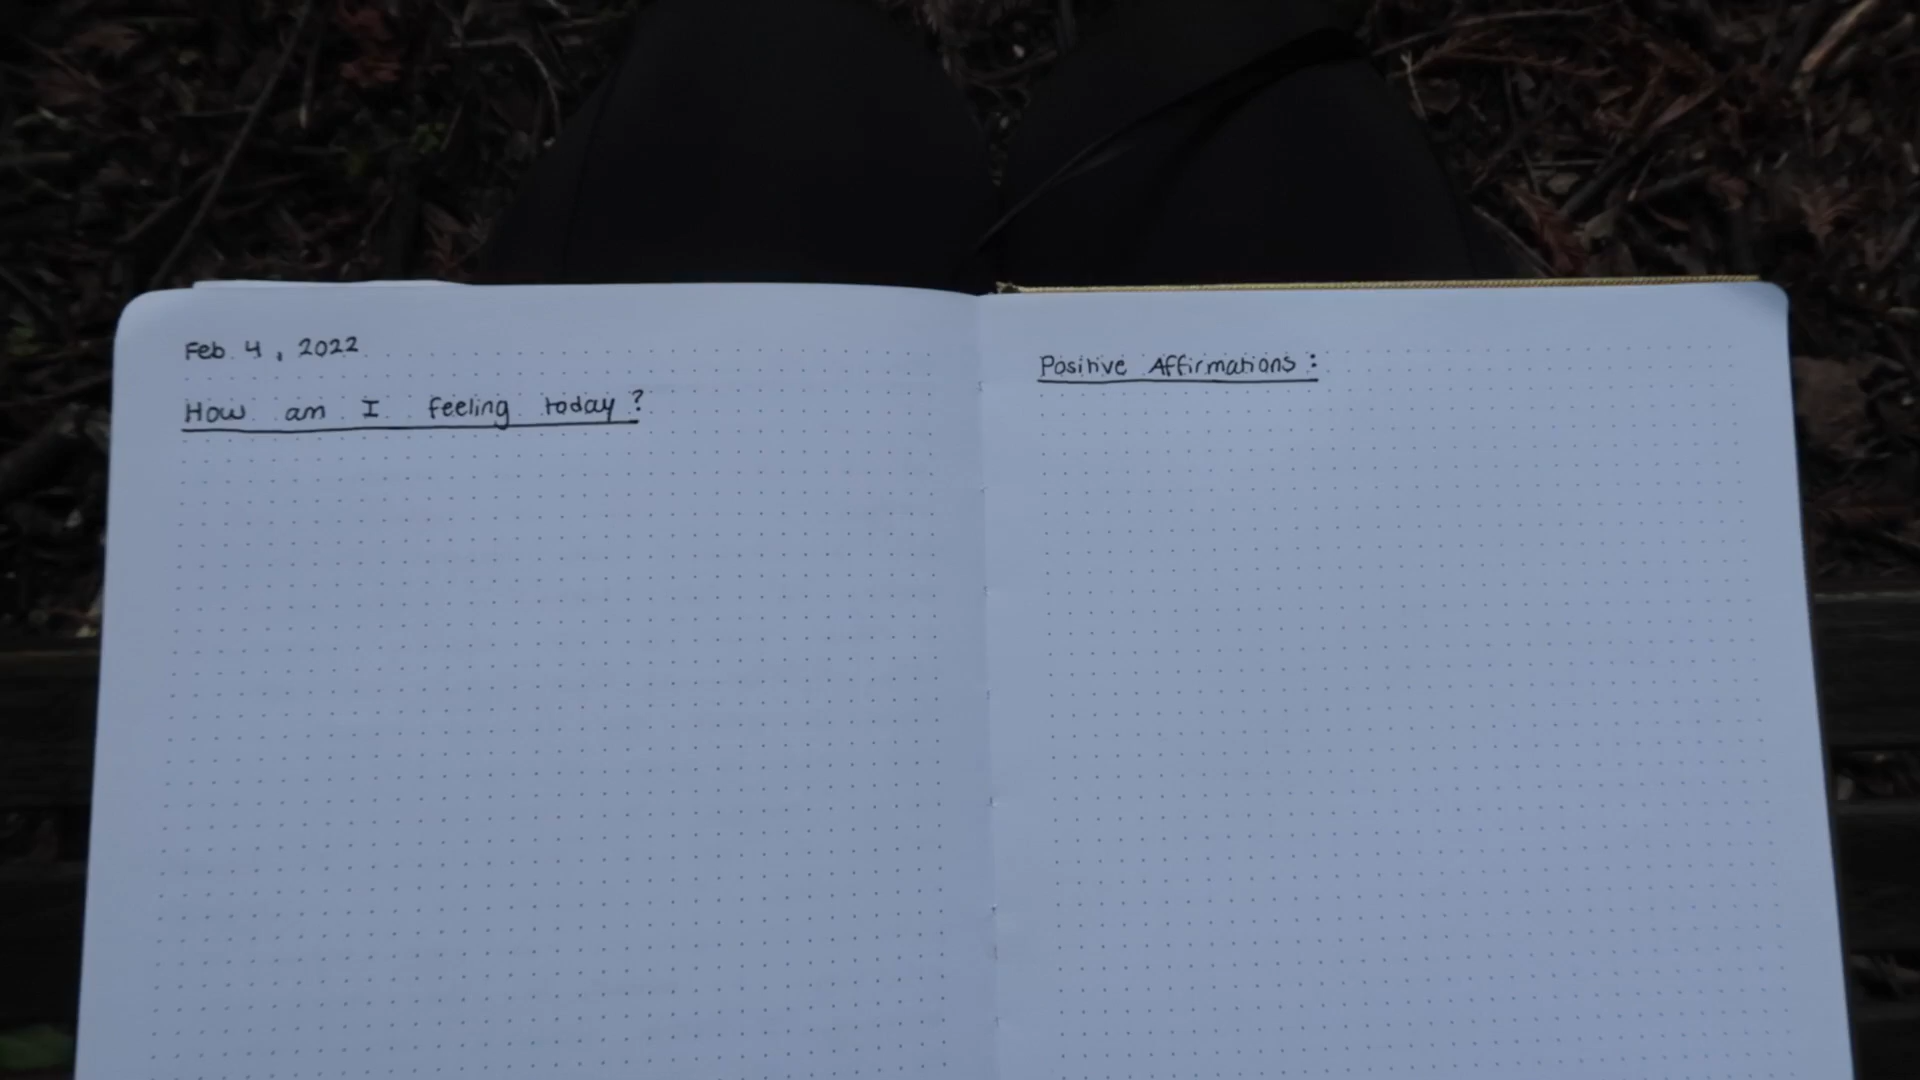 Feb. 4, 2022
How am I feeling today?
Positive Affirmations: